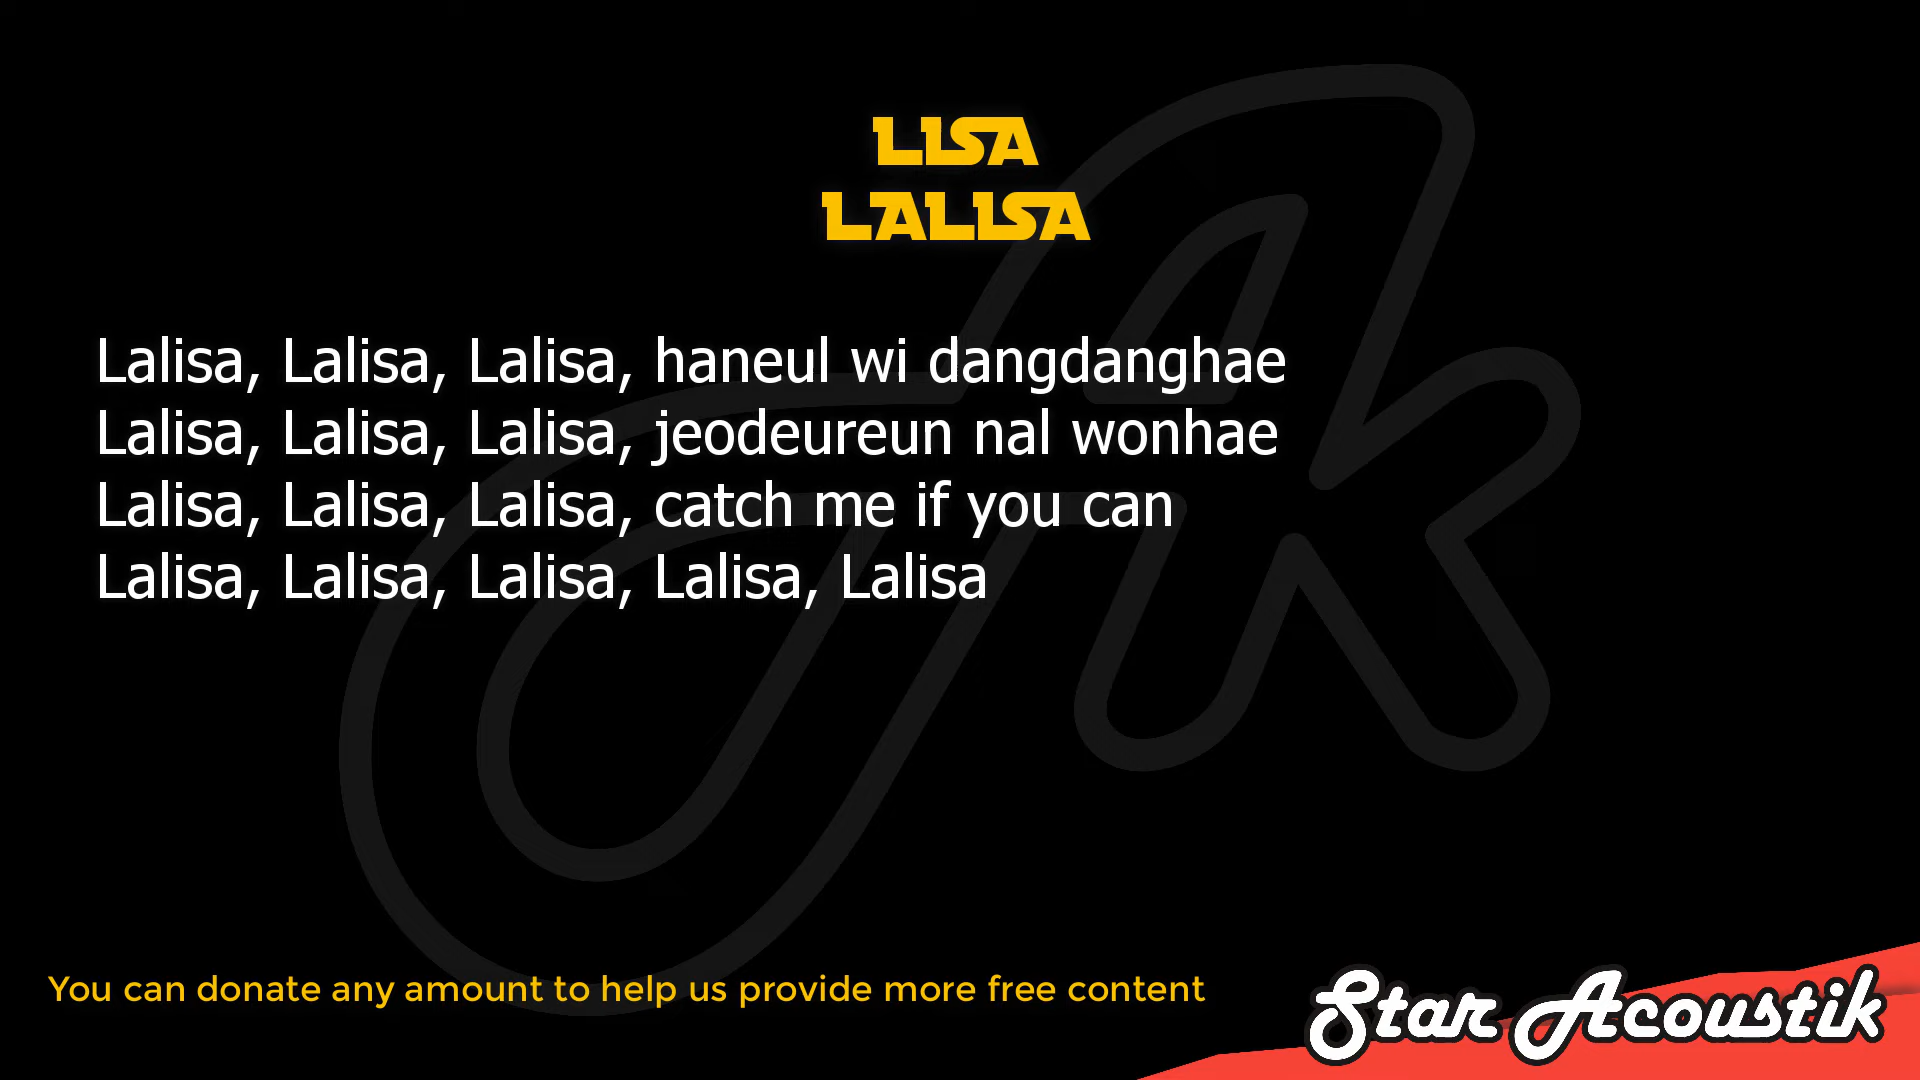 LISA
LALISA
Lalisa, Lalisa, Lalisa, haneul wi dangdanghae
Lalisa, Lalisa, Lalisa, jeodeureun nal wonhae
Lalisa, Lalisa, Lalisa, catch me if you can
Lalisa, Lalisa, Lalisa, Lalisa, Lalisa
You can donate any amount to help us provide more free content
Star Acoustik